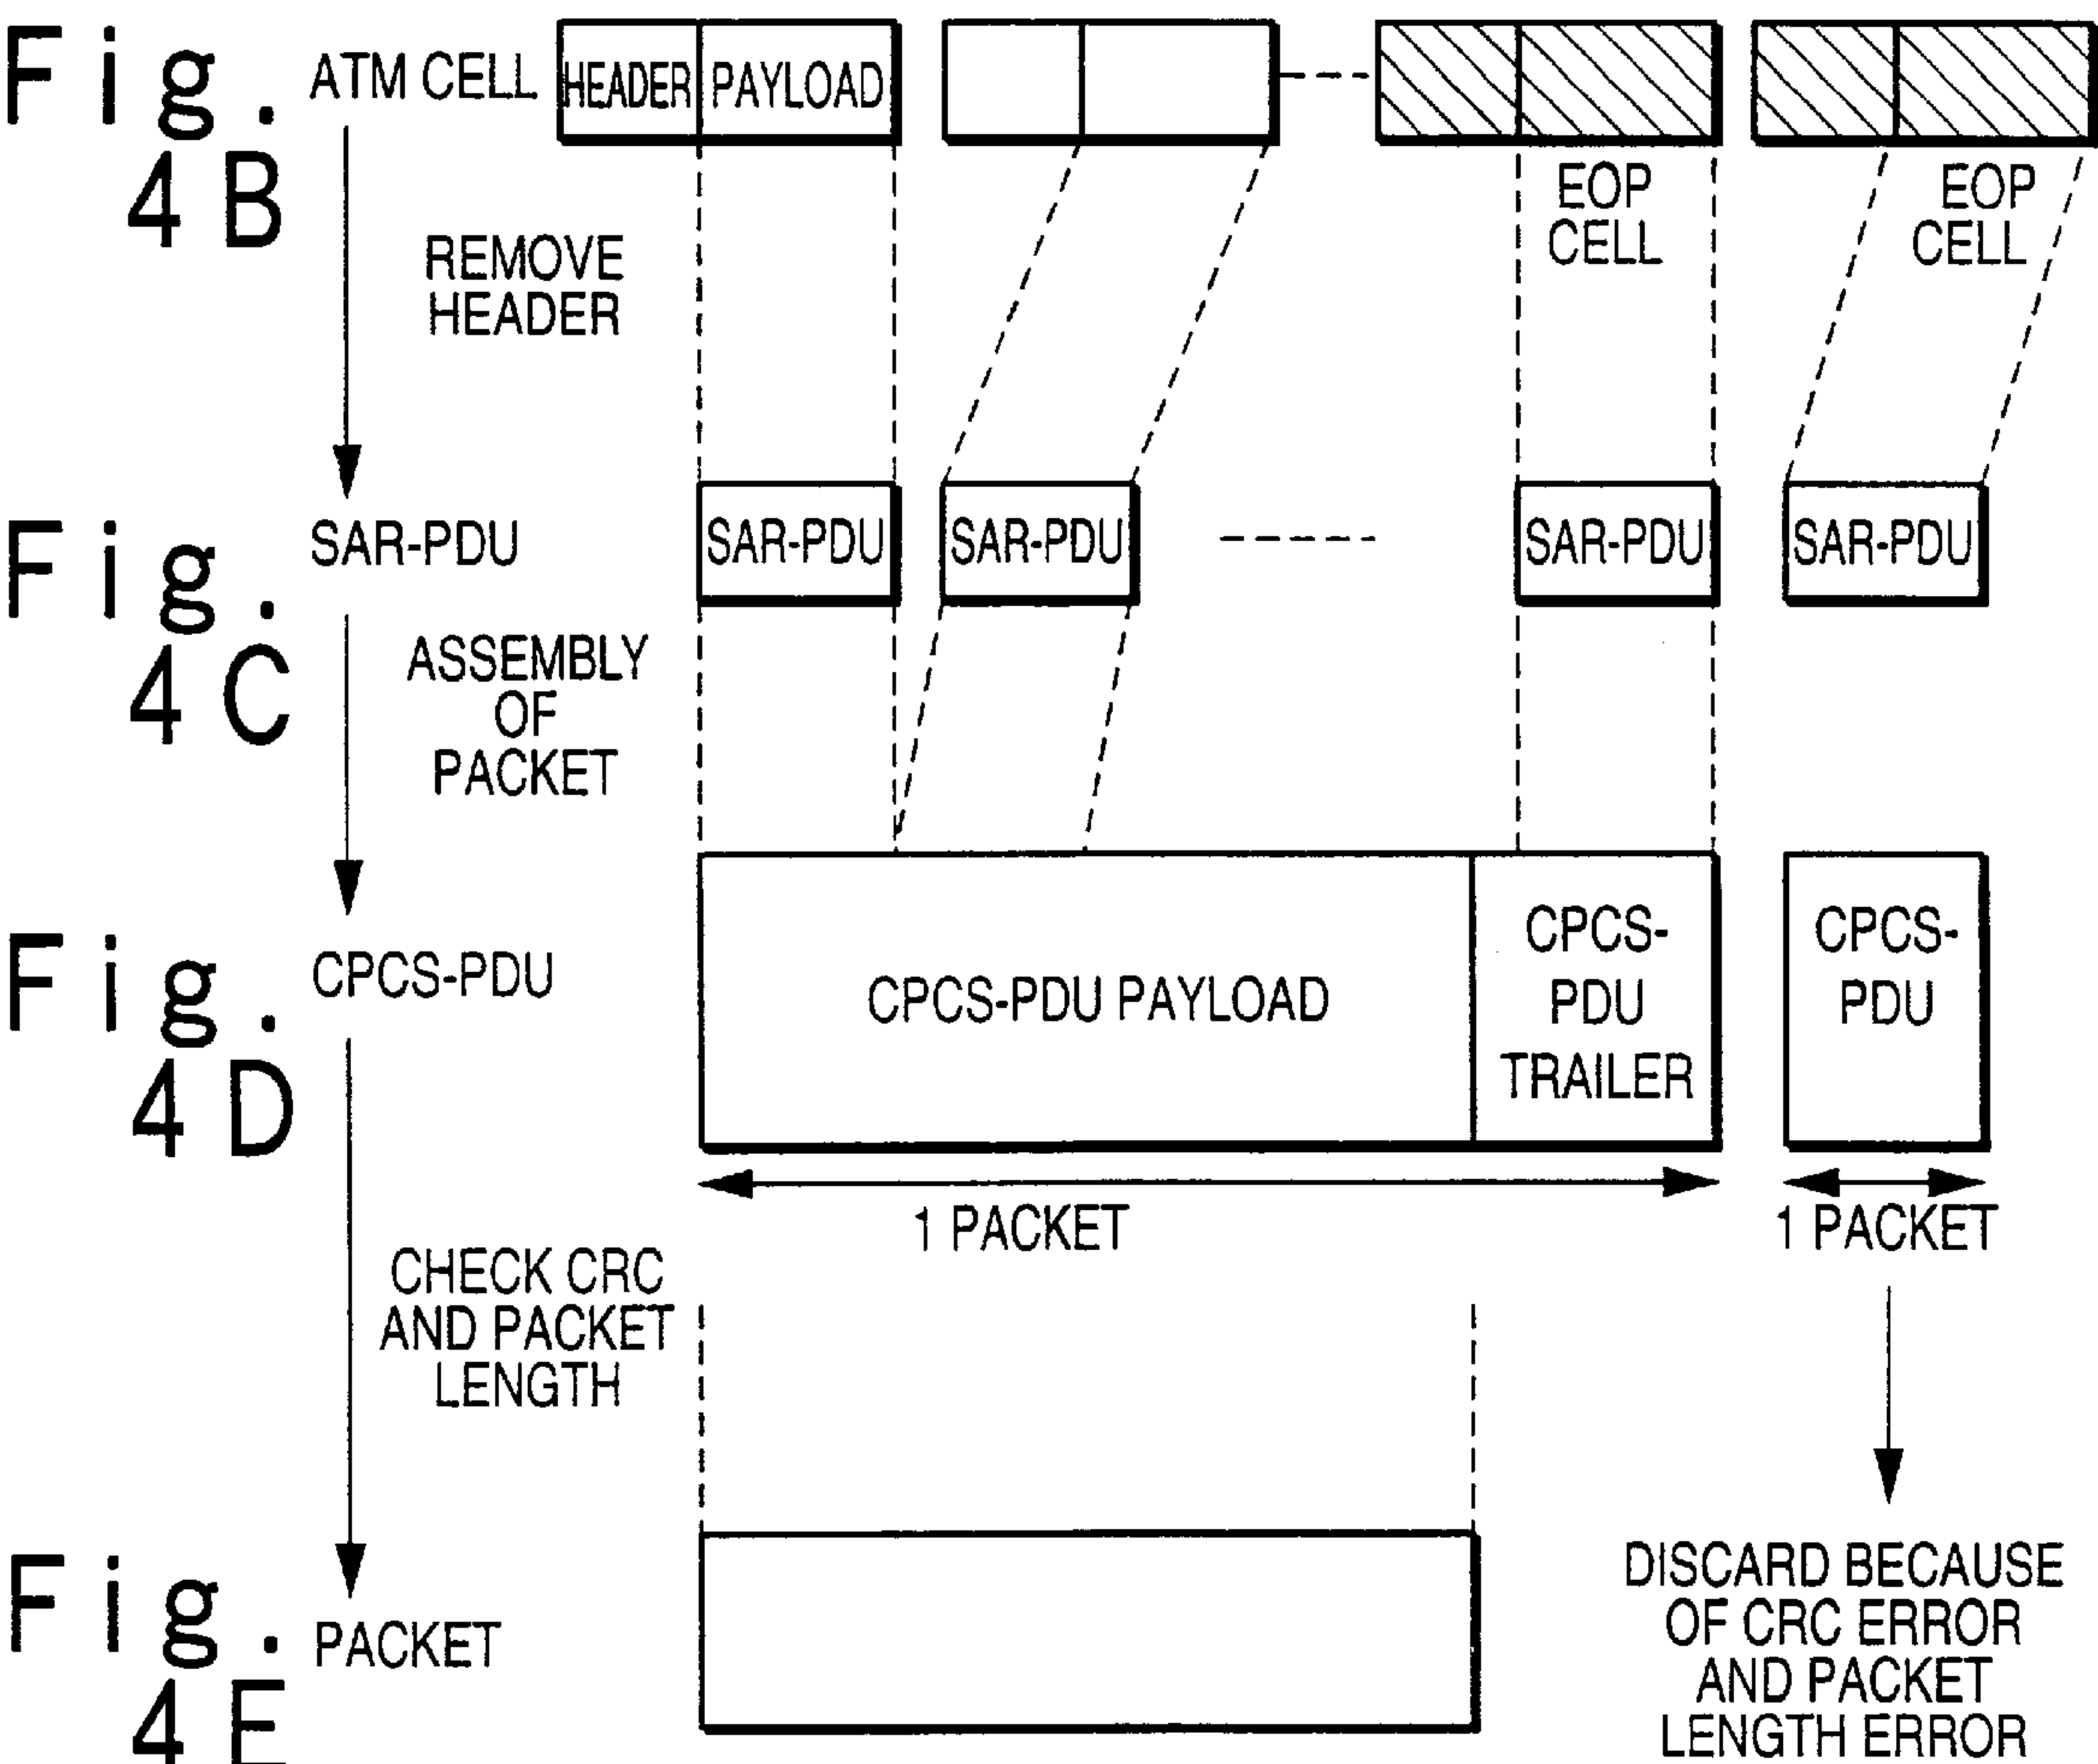 Fig. 4B
ATM CELL
HEADER
PAYLOAD
EOP
CELL
EOP
CELL
REMOVE
HEADER
Fig. 4C
SAR-PDU
SAR-PDU
SAR-PDU
SAR-PDU
SAR-PDU
ASSEMBLY
OF
PACKET
Fig. 4D
CPCS-PDU
CPCS-PDU PAYLOAD
CPCS-
PDU
TRAILER
CPCS-
PDU
1 PACKET
1 PACKET
CHECK CRC
AND PACKET
LENGTH
Fig. 4E
PACKET
DISCARD BECAUSE
OF CRC ERROR
AND PACKET
LENGTH ERROR